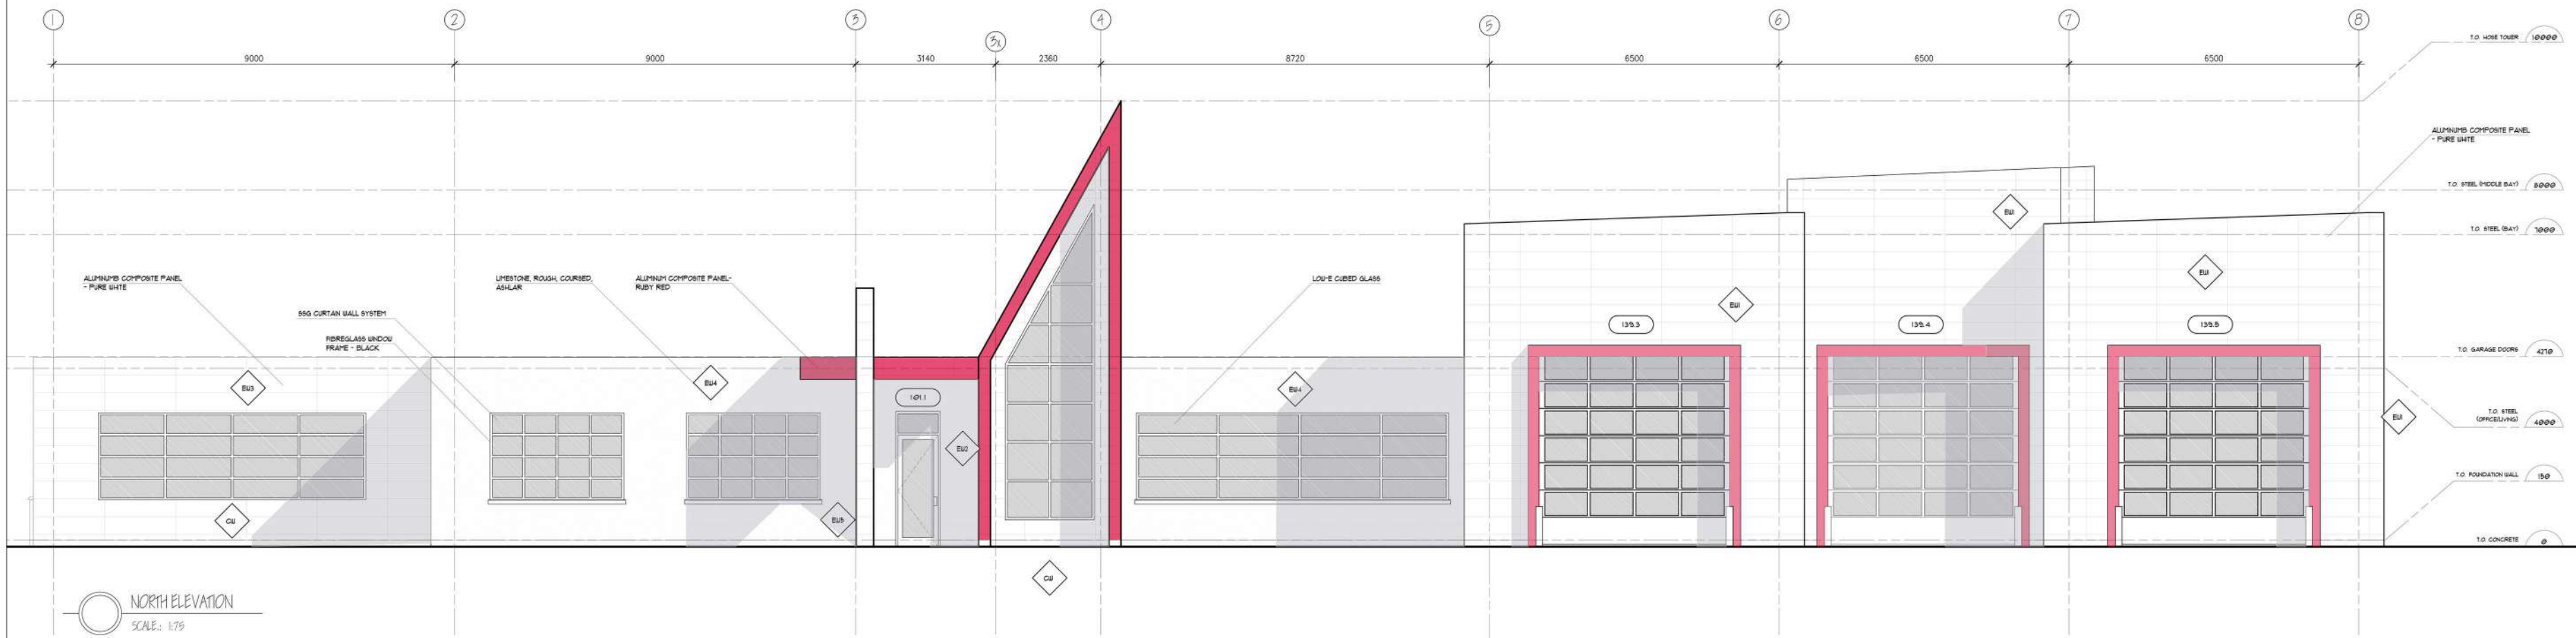 1
2
3
3x
4
5
6
7
8
9000
9000
3140
2360
8720
6500
6500
6500
T.O. HOSE TOWER
10000
ALUMINUMB COMPOSITE PANEL
- PURE WHITE
T.O. STEEL (MIDDLE BAY)
8000
EW1
T.O. STEEL (BAY)
7000
ALUMINUMB COMPOSITE PANEL
- PURE WHITE
LIMESTONE, ROUGH, COURSED,
ASHLAR
ALUMINUM COMPOSITE PANEL-
RUBY RED
LOW-E CUBED GLASS
EW1
EW1
SSG CURTAIN WALL SYSTEM
FIBREGLASS WINDOW
FRAME - BLACK
139.3
139.4
139.5
T.O. GARAGE DOORS
4270
EW3
EW4
EW4
101.1
T.O. STEEL
(OFFICE/LIVING)
4000
EW1
EW2
T.O. FOUNDATION WALL
150
CW
EW5
T.O. CONCRETE
0
CW
NORTH ELEVATION
SCALE.: 1:75